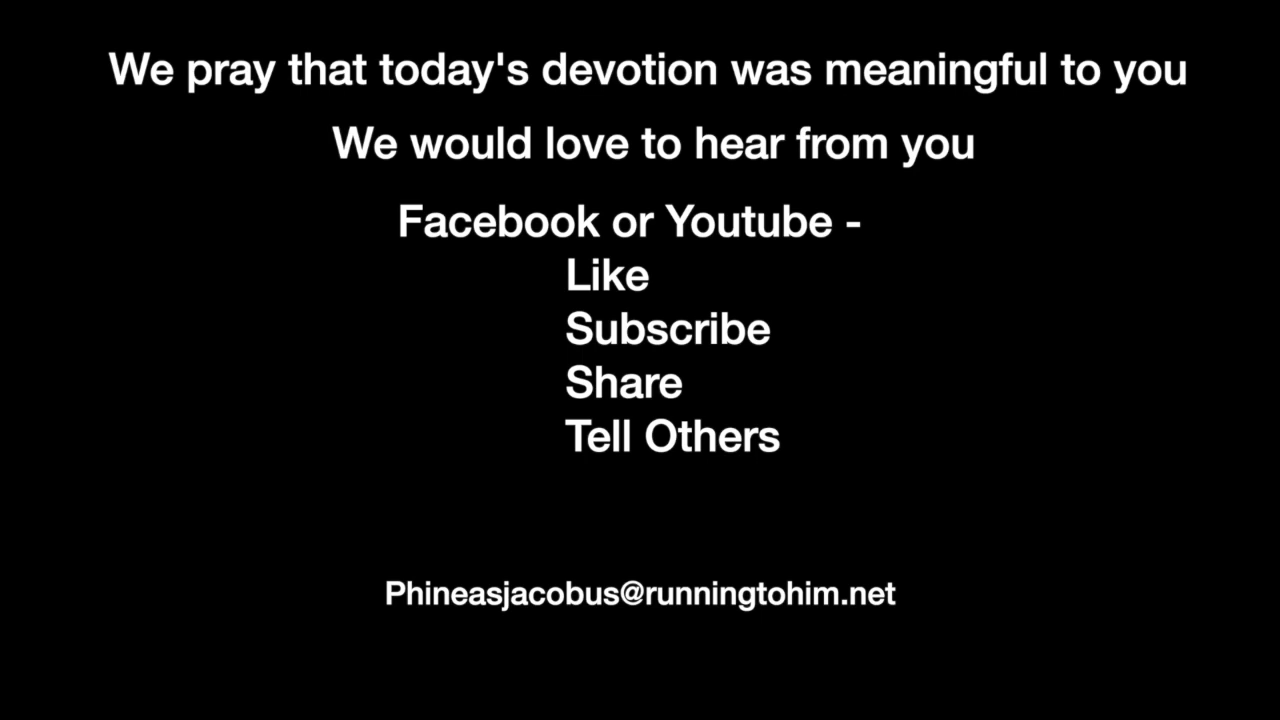 We pray that today's devotion was meaningful to you
We would love to hear from you
Facebook or Youtube -
Like
Subscribe
Share
Tell Others
Phineasjacobus@runningtohim.net